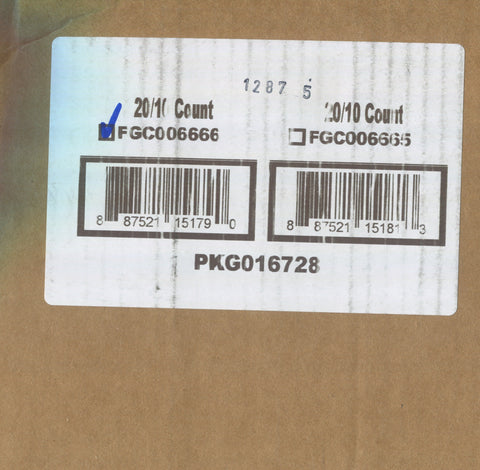 1287 5
20/10 Count
20/10 Count
FGC006666
FGC006665
8 87521 15179 0
8 87521 15181 3
PKG016728